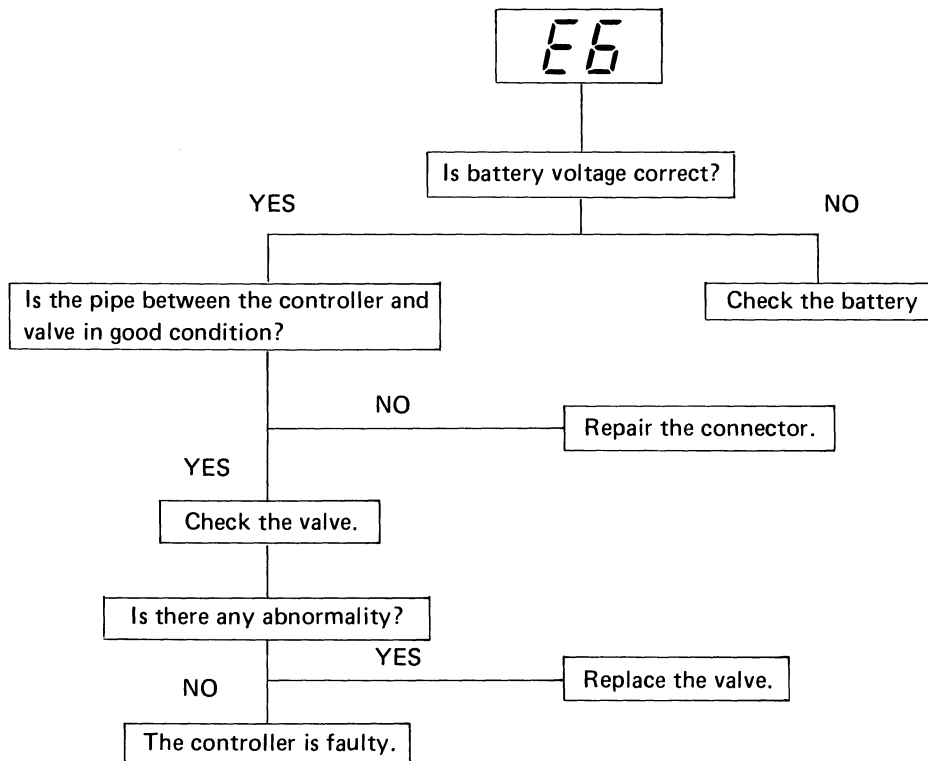 E6
Is battery voltage correct?
YES
NO
Is the pipe between the controller and
valve in good condition?
Check the battery
NO
Repair the connector.
YES
Check the valve.
Is there any abnormality?
YES
NO
Replace the valve.
The controller is faulty.